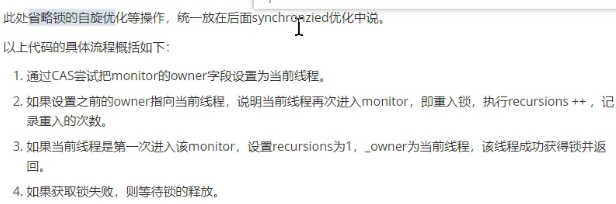 此处省略锁的自旋优化等操作，统一放在后面synchronzied优化中说。
以上代码的具体流程概括如下：
1. 通过CAS尝试把monitor的owner字段设置为当前线程。
2. 如果设置之前的owner指向当前线程，说明当前线程再次进入monitor，即重入锁，执行recursions ++ ，记
录重入的次数。
3. 如果当前线程是第一次进入该monitor，设置recursions为1，_owner为当前线程，该线程成功获得锁并返
回。
4. 如果获取锁失败，则等待锁的释放。